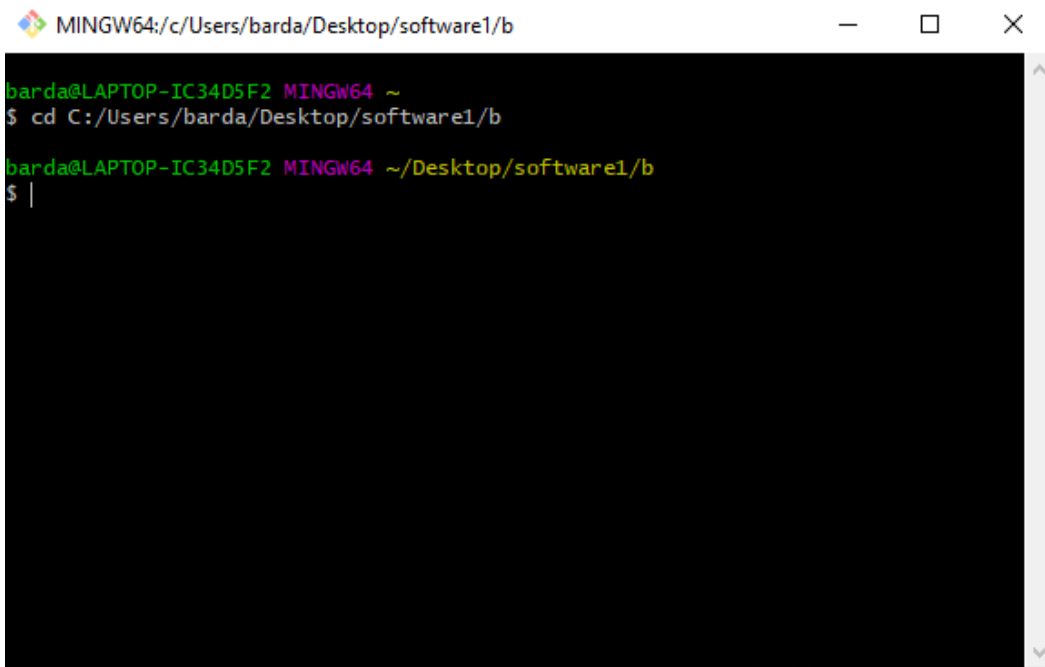 MINGW64:/c/Users/barda/Desktop/software1/b
barda@LAPTOP-IC34D5F2 MINGW64 ~
$ cd C:/Users/barda/Desktop/software1/b
barda@LAPTOP-IC34D5F2 MINGW64 ~/Desktop/software1/b
$